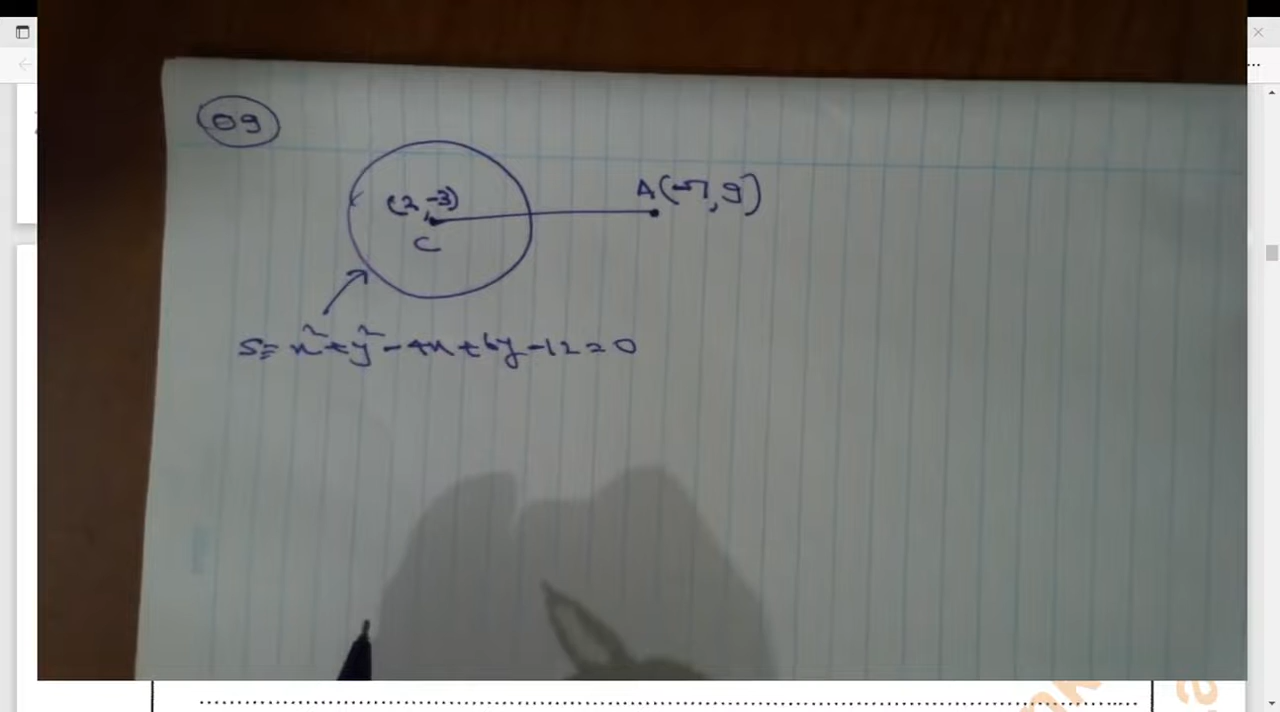 09
A(-7,9)
(2,-3)
C
S≡ x²+y²-4x+6y-12=0